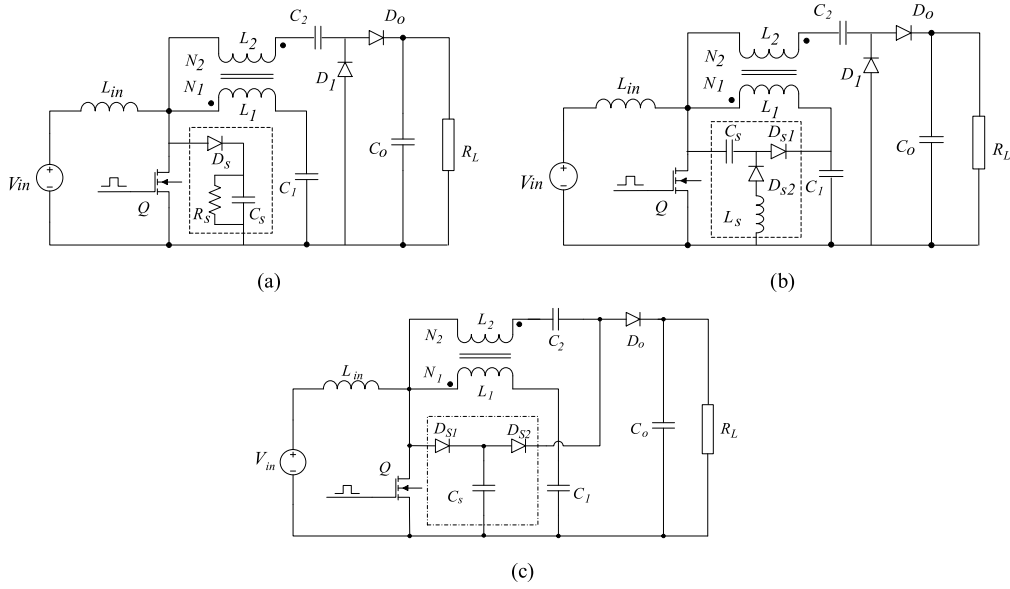 C2 Do
L2
N2
D1
N1
Lin
L1
Ds
Co
RL
Vin
C1
Q
Rs
Cs
(a)
C2 Do
L2
N2
D1
N1
Lin
L1
Cs
Ds1
Co
RL
Vin
Ds2
C1
Q
Ls
(b)
L2
N2
C2
Do
N1
Lin
L1
DS1 DS2
Co
RL
Vin
Q
Cs
C1
(c)